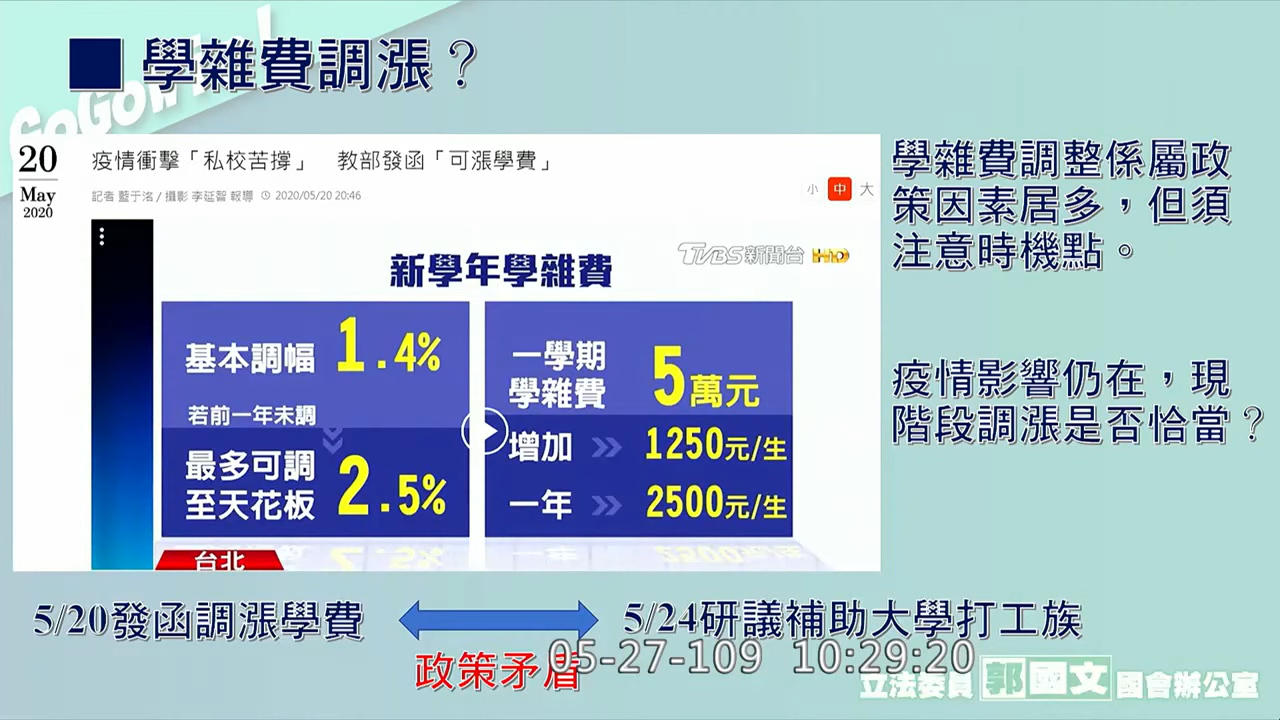 學雜費調漲？
GoGoW
20
May
2020
疫情衝擊「私校苦撐」 教部發函「可漲學費」
記者 藍于洺 / 攝影 李延智 報導 2020/05/20 20:46
小 中 大
TVBS新聞台 HD
新學年學雜費
基本調幅 1.4%
若前一年未調
最多可調
至天花板 2.5%
一學期
學雜費 5萬元
增加 1250元/生
一年 2500元/生
台北
學雜費調整係屬政
策因素居多，但須
注意時機點。
疫情影響仍在，現
階段調漲是否恰當？
5/20發函調漲學費
5/24研議補助大學打工族
政策矛盾
05-27-109 10:29:20
立法委員 郭國文 國會辦公室